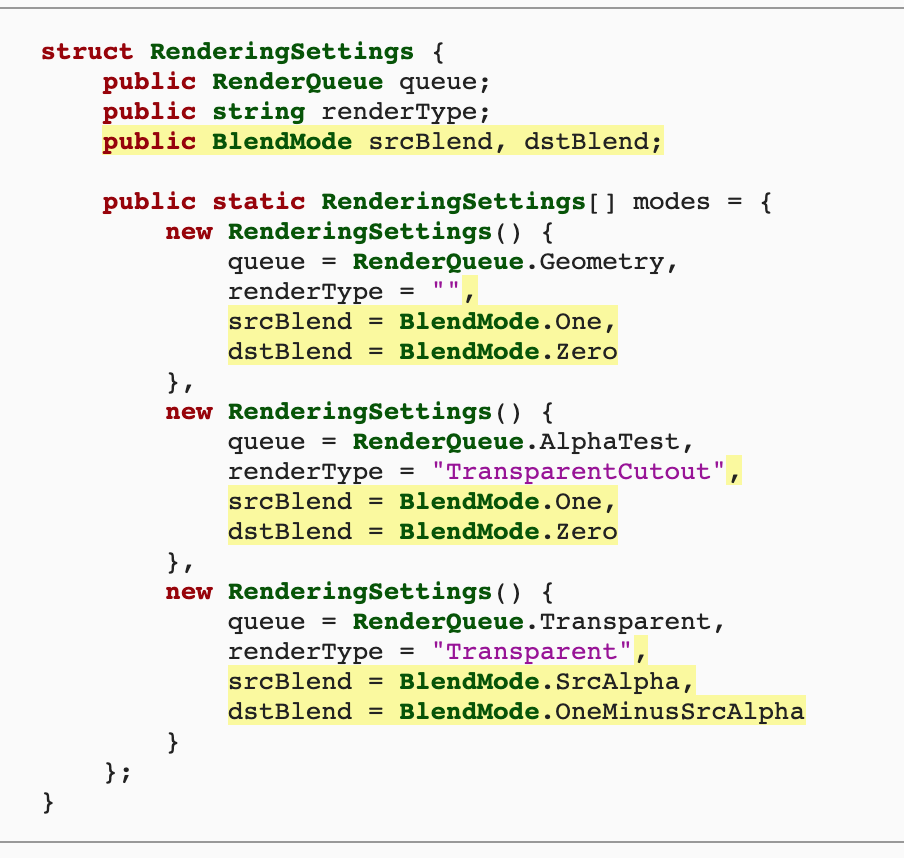 struct RenderingSettings {
    public RenderQueue queue;
    public string renderType;
    public BlendMode srcBlend, dstBlend;

    public static RenderingSettings[] modes = {
        new RenderingSettings() {
            queue = RenderQueue.Geometry,
            renderType = "",
            srcBlend = BlendMode.One,
            dstBlend = BlendMode.Zero
        },
        new RenderingSettings() {
            queue = RenderQueue.AlphaTest,
            renderType = "TransparentCutout",
            srcBlend = BlendMode.One,
            dstBlend = BlendMode.Zero
        },
        new RenderingSettings() {
            queue = RenderQueue.Transparent,
            renderType = "Transparent",
            srcBlend = BlendMode.SrcAlpha,
            dstBlend = BlendMode.OneMinusSrcAlpha
        }
    };
}